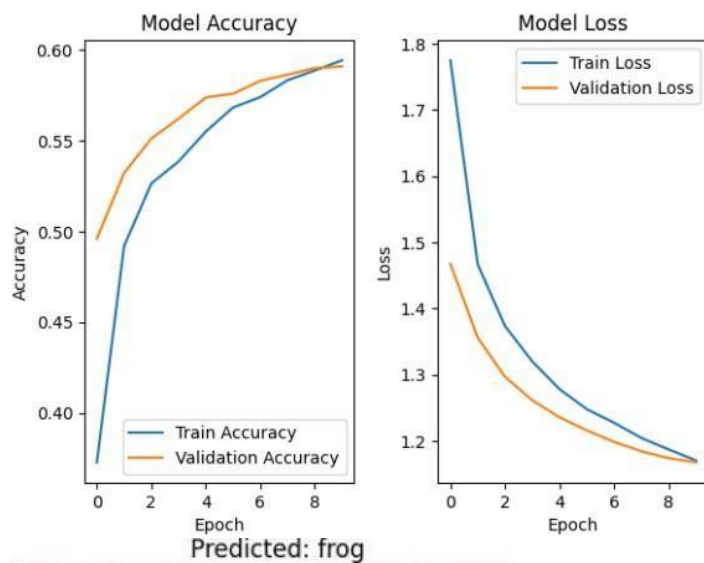 Model Accuracy
0.60
0.55
0.50
0.45
0.40
Accuracy
Train Accuracy
Validation Accuracy
0 2 4 6 8
Epoch
Model Loss
1.8
1.7
1.6
1.5
1.4
1.3
1.2
Loss
Train Loss
Validation Loss
0 2 4 6 8
Epoch
Predicted: frog